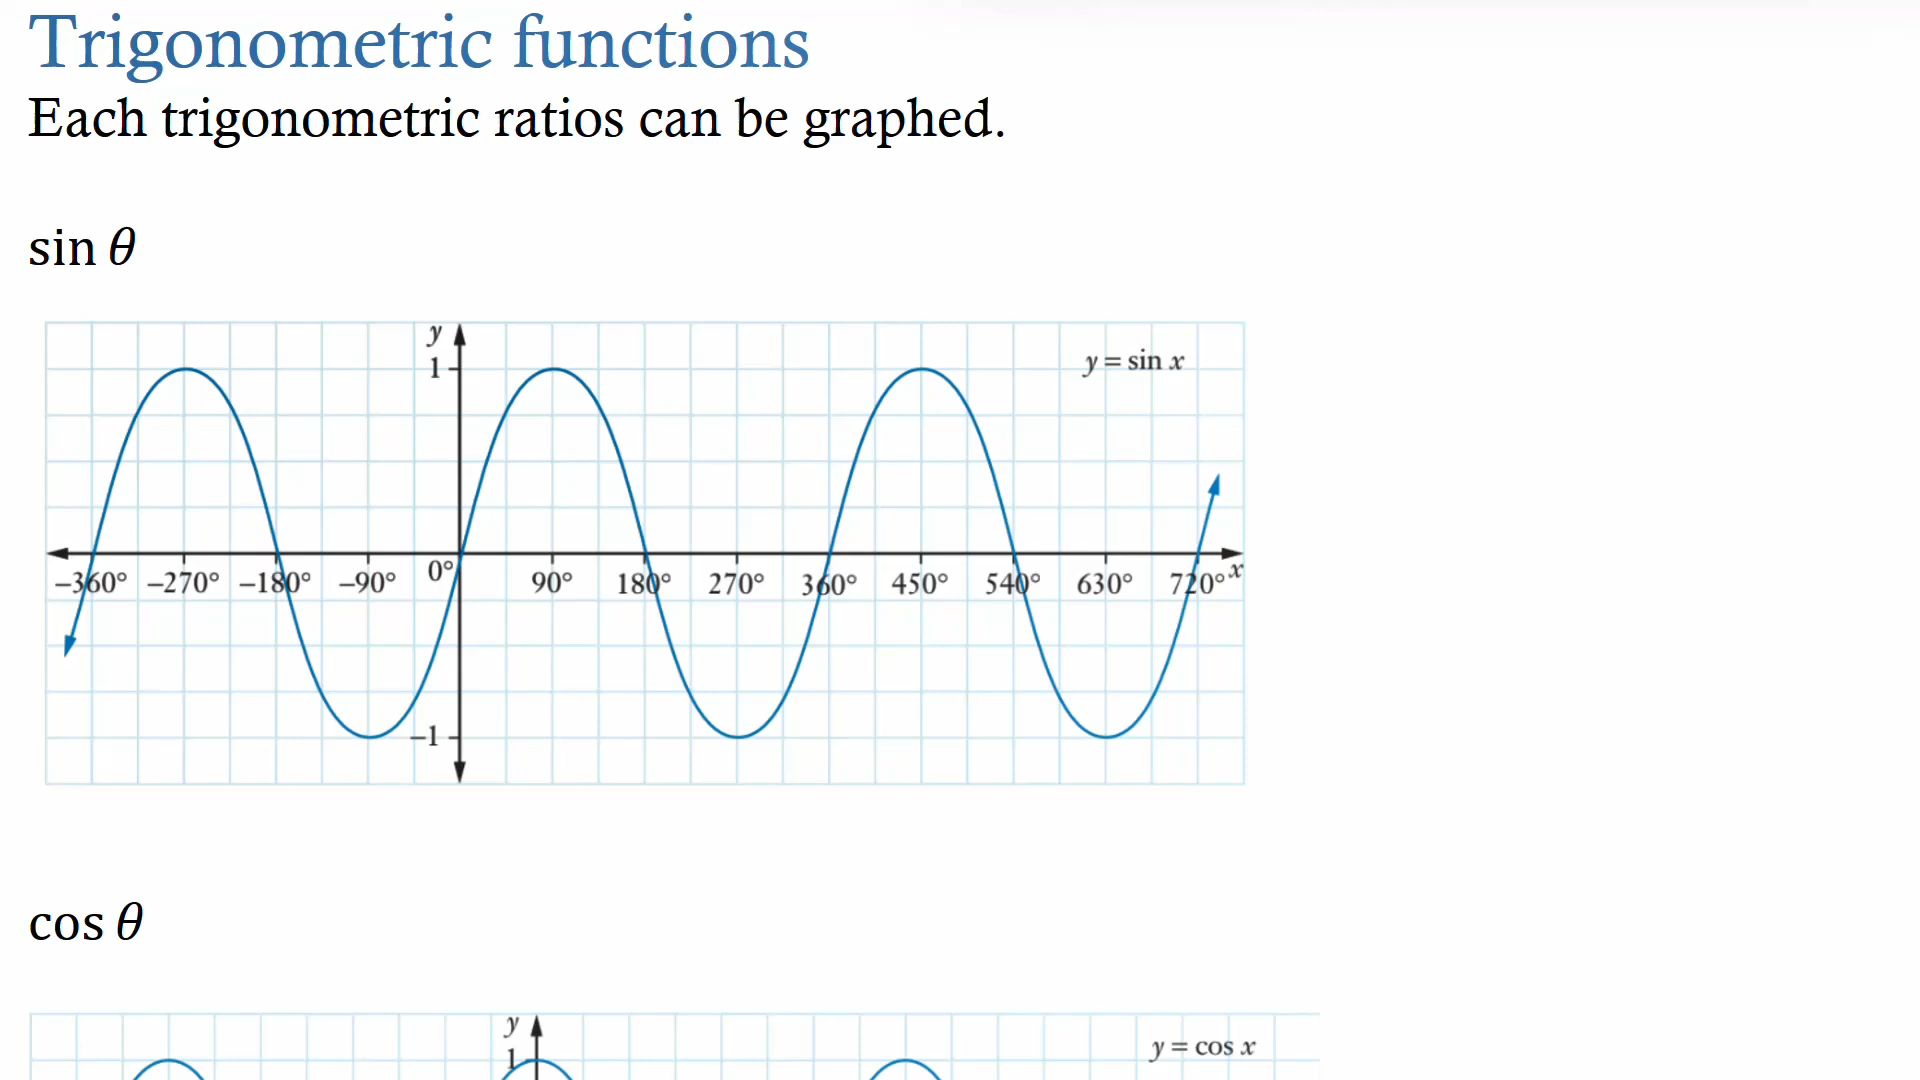 Trigonometric functions
Each trigonometric ratios can be graphed.
sin θ
y
1
y = sin x
–360° –270° –180° –90° 0° 90° 180° 270° 360° 450° 540° 630° 720° x
–1
cos θ
y
1
y = cos x